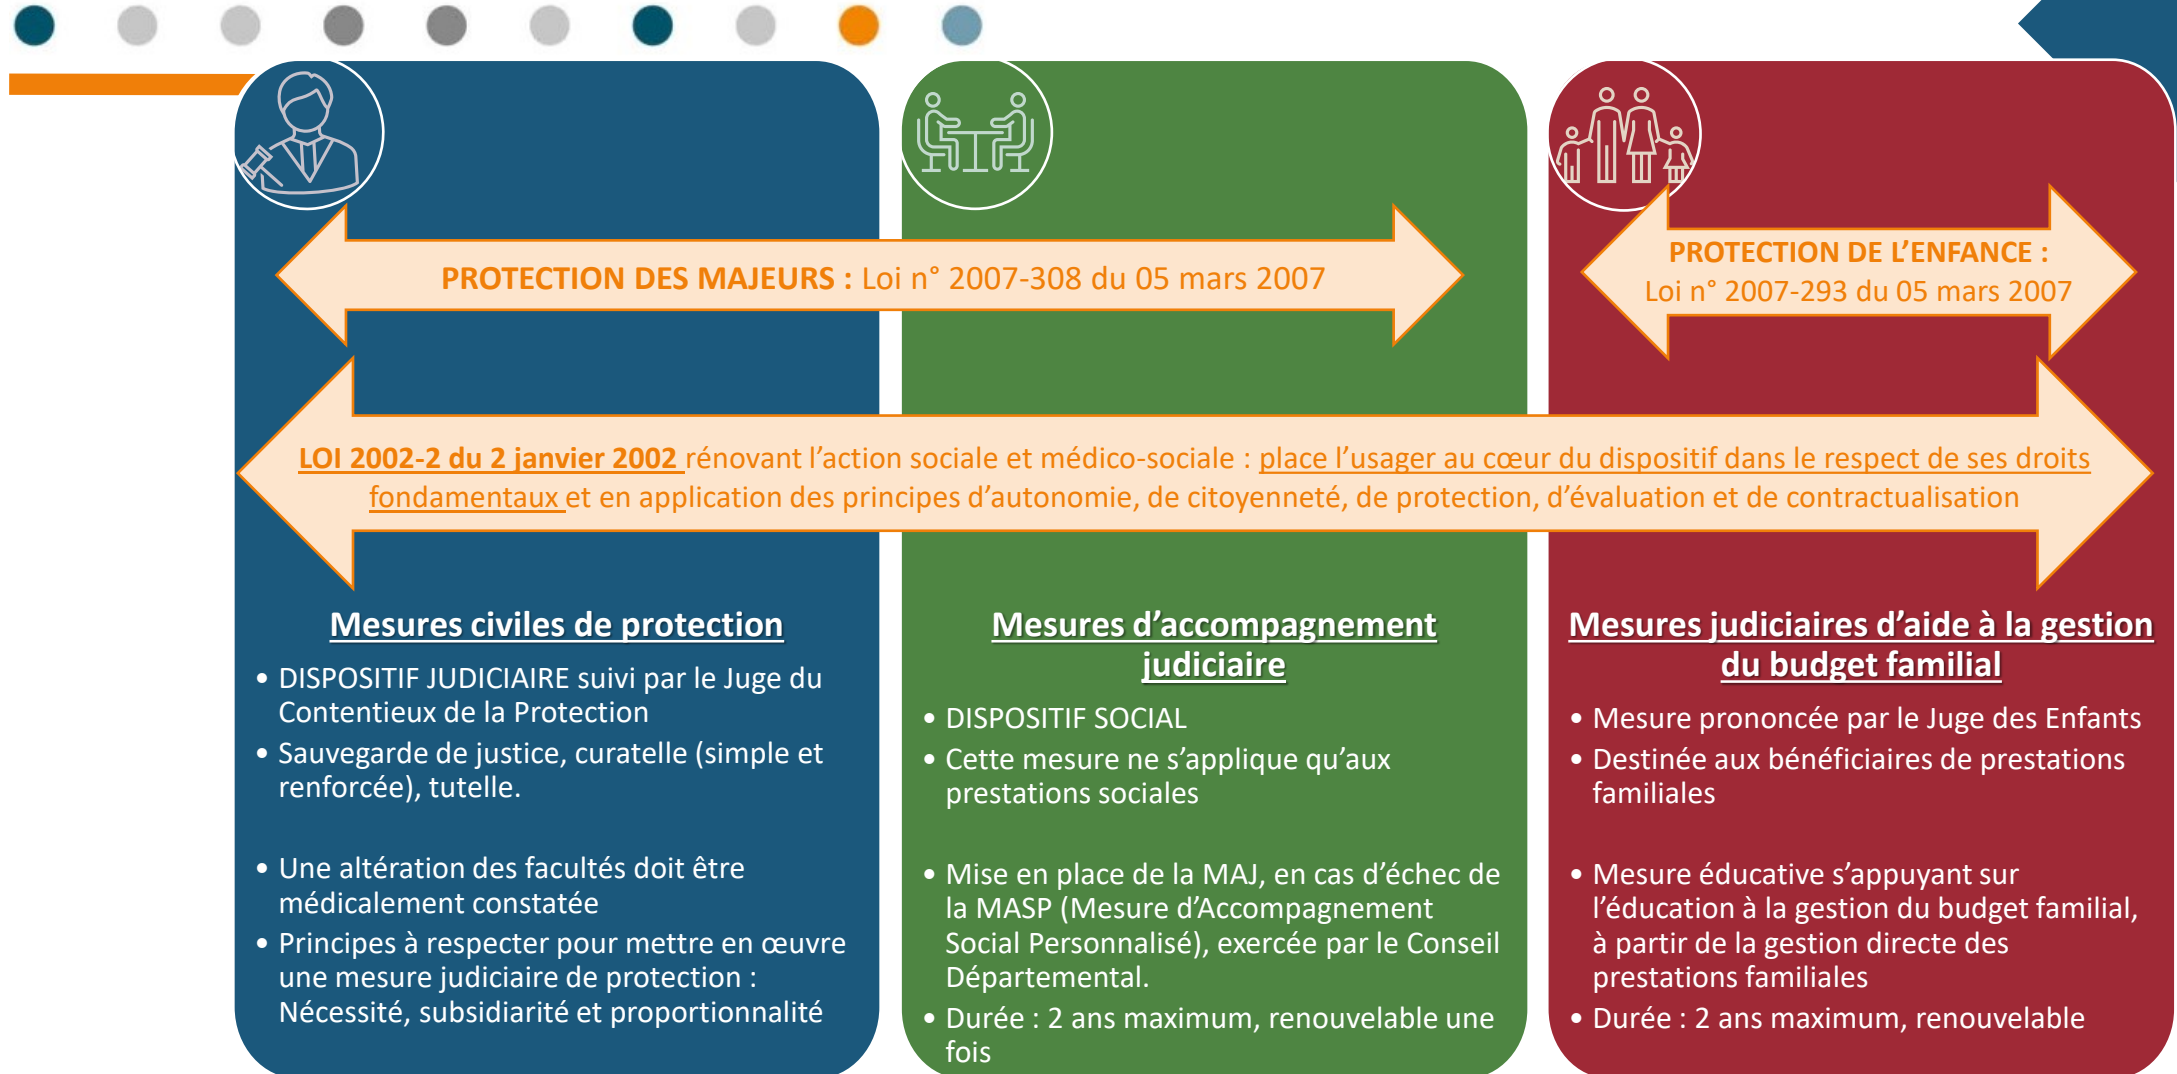 PROTECTION DES MAJEURS : Loi n° 2007-308 du 05 mars 2007
PROTECTION DE L’ENFANCE :
Loi n° 2007-293 du 05 mars 2007
LOI 2002-2 du 2 janvier 2002 rénovant l’action sociale et médico-sociale : place l’usager au cœur du dispositif dans le respect de ses droits
fondamentaux et en application des principes d’autonomie, de citoyenneté, de protection, d’évaluation et de contractualisation
Mesures civiles de protection
• DISPOSITIF JUDICIAIRE suivi par le Juge du
Contentieux de la Protection
• Sauvegarde de justice, curatelle (simple et
renforcée), tutelle.
• Une altération des facultés doit être
médicalement constatée
• Principes à respecter pour mettre en œuvre
une mesure judiciaire de protection :
Nécessité, subsidiarité et proportionnalité
Mesures d’accompagnement
judiciaire
• DISPOSITIF SOCIAL
• Cette mesure ne s’applique qu’aux
prestations sociales
• Mise en place de la MAJ, en cas d’échec de
la MASP (Mesure d’Accompagnement
Social Personnalisé), exercée par le Conseil
Départemental.
• Durée : 2 ans maximum, renouvelable une
fois
Mesures judiciaires d’aide à la gestion
du budget familial
• Mesure prononcée par le Juge des Enfants
• Destinée aux bénéficiaires de prestations
familiales
• Mesure éducative s’appuyant sur
l’éducation à la gestion du budget familial,
à partir de la gestion directe des
prestations familiales
• Durée : 2 ans maximum, renouvelable